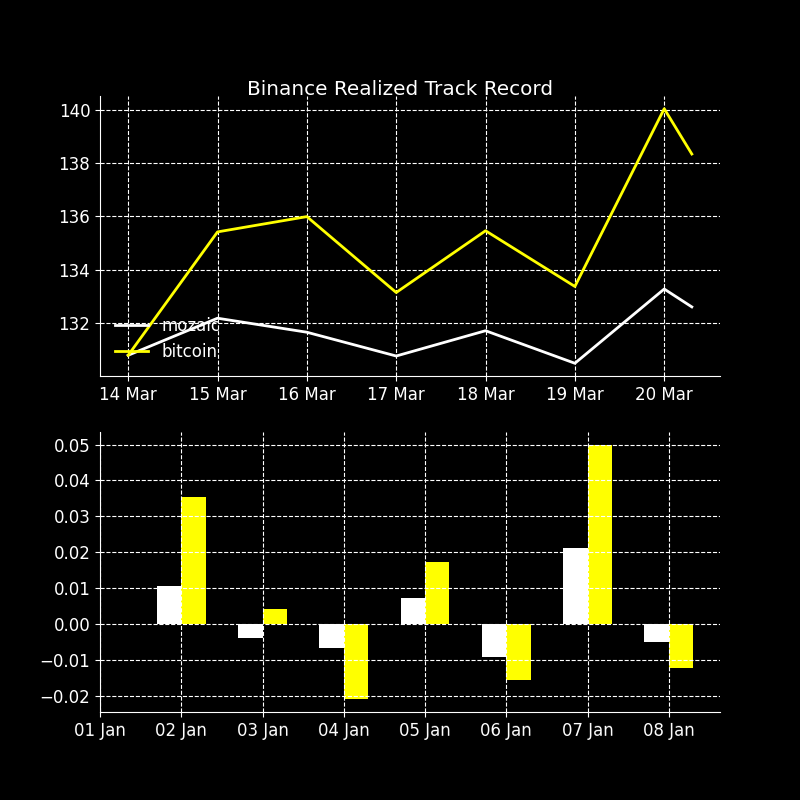 Binance Realized Track Record
140
138
136
134
132
mozaic
bitcoin
14 Mar 15 Mar 16 Mar 17 Mar 18 Mar 19 Mar 20 Mar
0.05
0.04
0.03
0.02
0.01
0.00
−0.01
−0.02
01 Jan 02 Jan 03 Jan 04 Jan 05 Jan 06 Jan 07 Jan 08 Jan